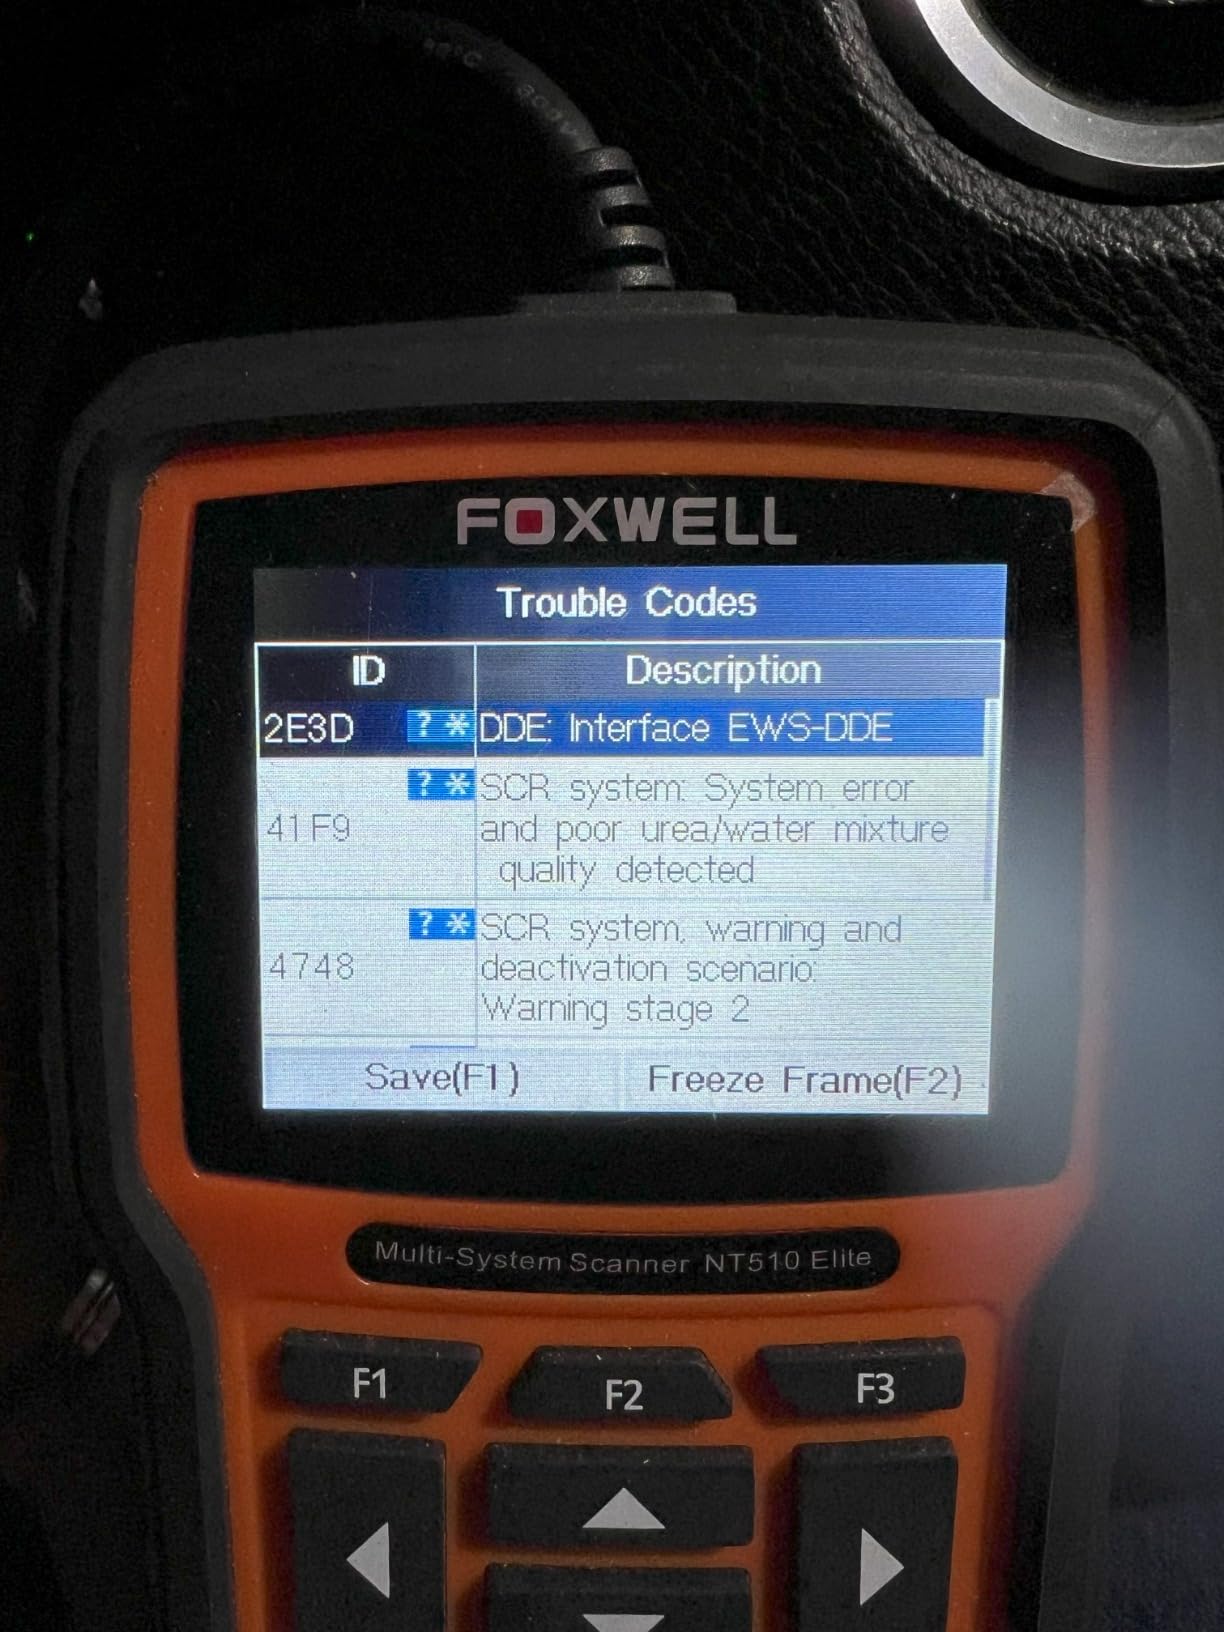 FOXWELL
Trouble Codes
ID Description
2E3D ? * DDE: Interface EWS-DDE
? * SCR system: System error
41F9 and poor urea/water mixture
quality detected
? * SCR system, warning and
4748 deactivation scenario:
Warning stage 2
Save(F1) Freeze Frame(F2)
Multi-System Scanner NT510 Elite
F1 F2 F3